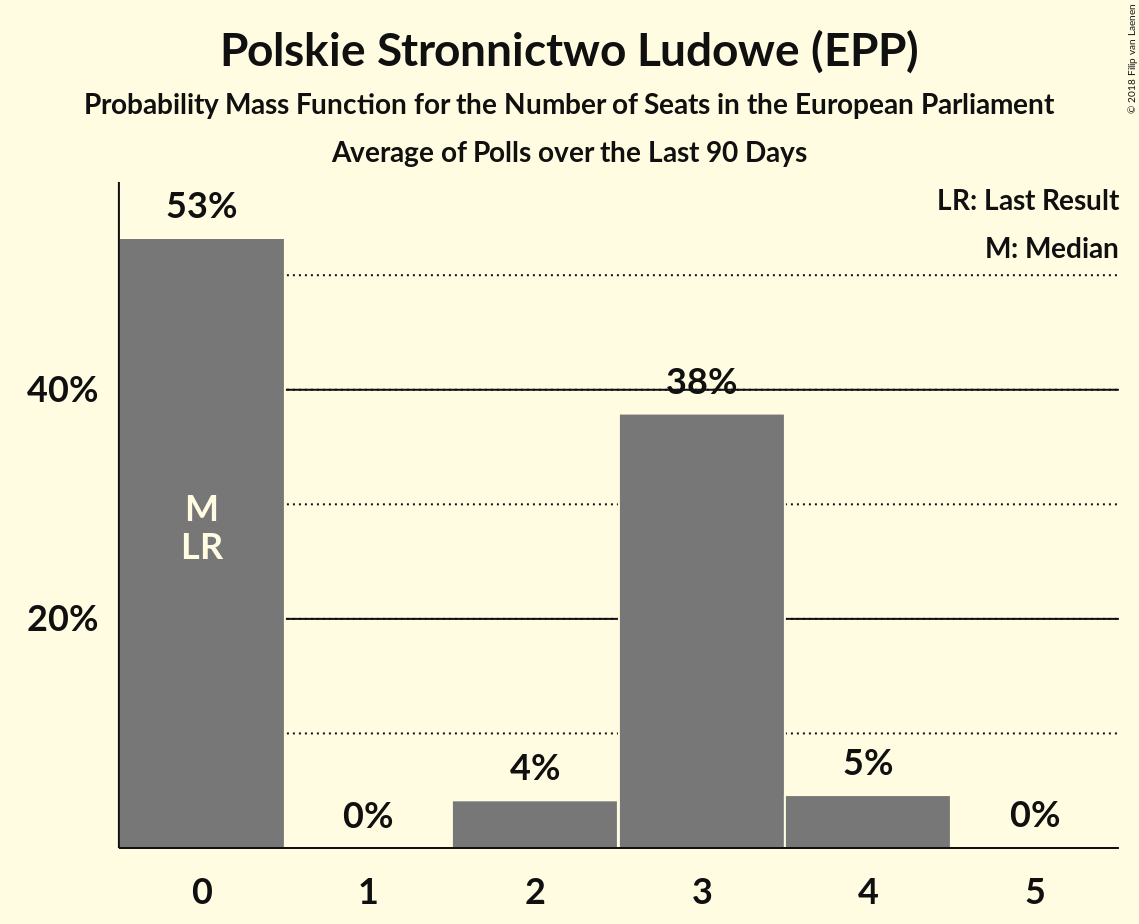 Polskie Stronnictwo Ludowe (EPP)
Probability Mass Function for the Number of Seats in the European Parliament
Average of Polls over the Last 90 Days
© 2018 Filip van Laenen
LR: Last Result
M: Median
53%
40%
38%
M
LR
20%
4%
5%
0%
0%
0
1
2
3
4
5